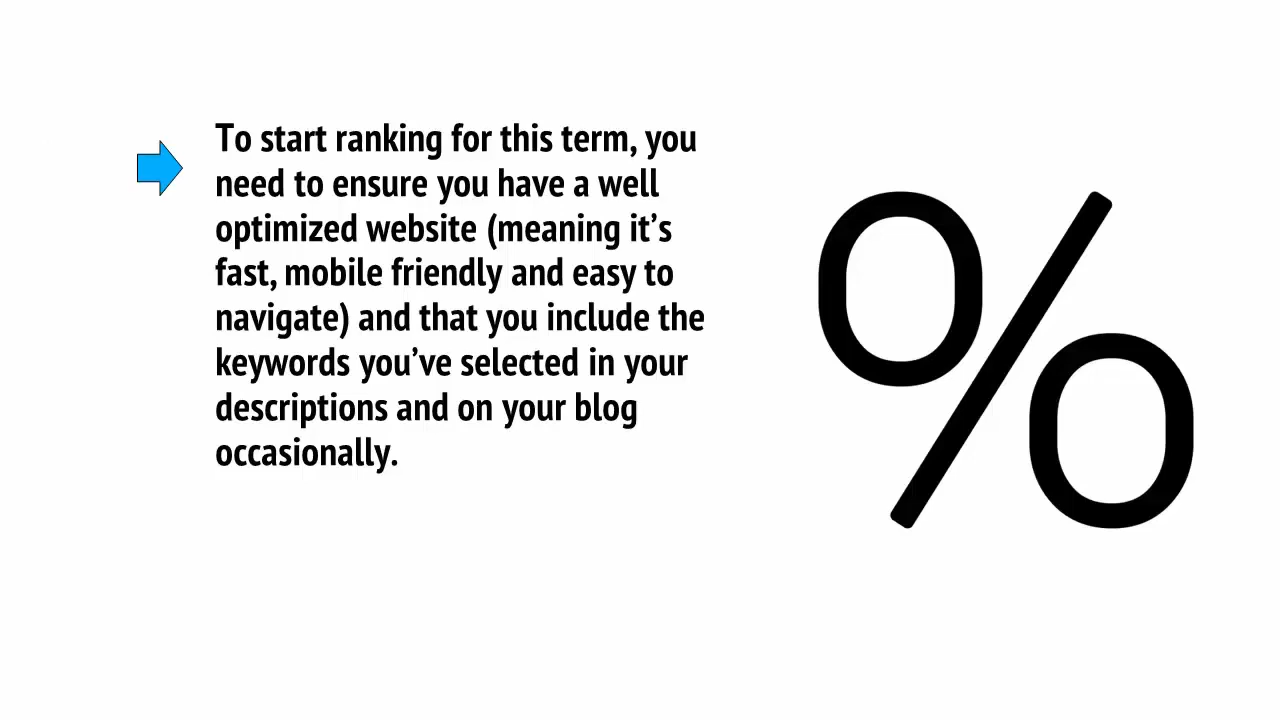 To start ranking for this term, you
need to ensure you have a well
optimized website (meaning it’s
fast, mobile friendly and easy to
navigate) and that you include the
keywords you’ve selected in your
descriptions and on your blog
occasionally.
%